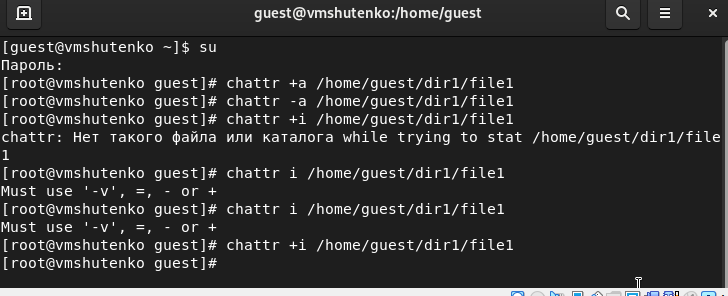 guest@vmshutenko:/home/guest
[guest@vmshutenko ~]$ su
Пароль:
[root@vmshutenko guest]# chattr +a /home/guest/dir1/file1
[root@vmshutenko guest]# chattr -a /home/guest/dir1/file1
[root@vmshutenko guest]# chattr +i /home/guest/dir1/file1
chattr: Нет такого файла или каталога while trying to stat /home/guest/dir1/file
1
[root@vmshutenko guest]# chattr i /home/guest/dir1/file1
Must use '-v', =, - or +
[root@vmshutenko guest]# chattr i /home/guest/dir1/file1
Must use '-v', =, - or +
[root@vmshutenko guest]# chattr +i /home/guest/dir1/file1
[root@vmshutenko guest]#